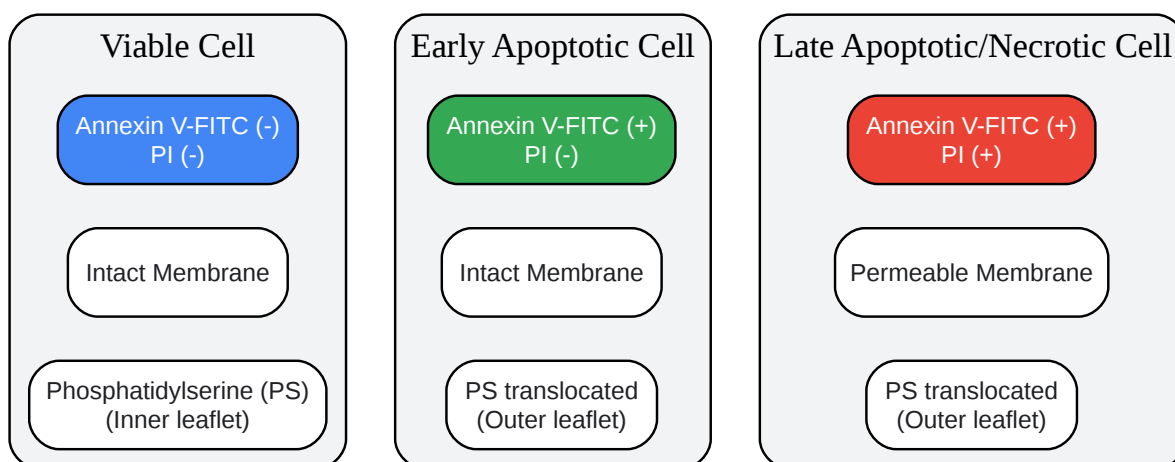 Viable Cell
Annexin V-FITC (-)
PI (-)
Intact Membrane
Phosphatidylserine (PS)
(Inner leaflet)
Early Apoptotic Cell
Annexin V-FITC (+)
PI (-)
Intact Membrane
PS translocated
(Outer leaflet)
Late Apoptotic/Necrotic Cell
Annexin V-FITC (+)
PI (+)
Permeable Membrane
PS translocated
(Outer leaflet)